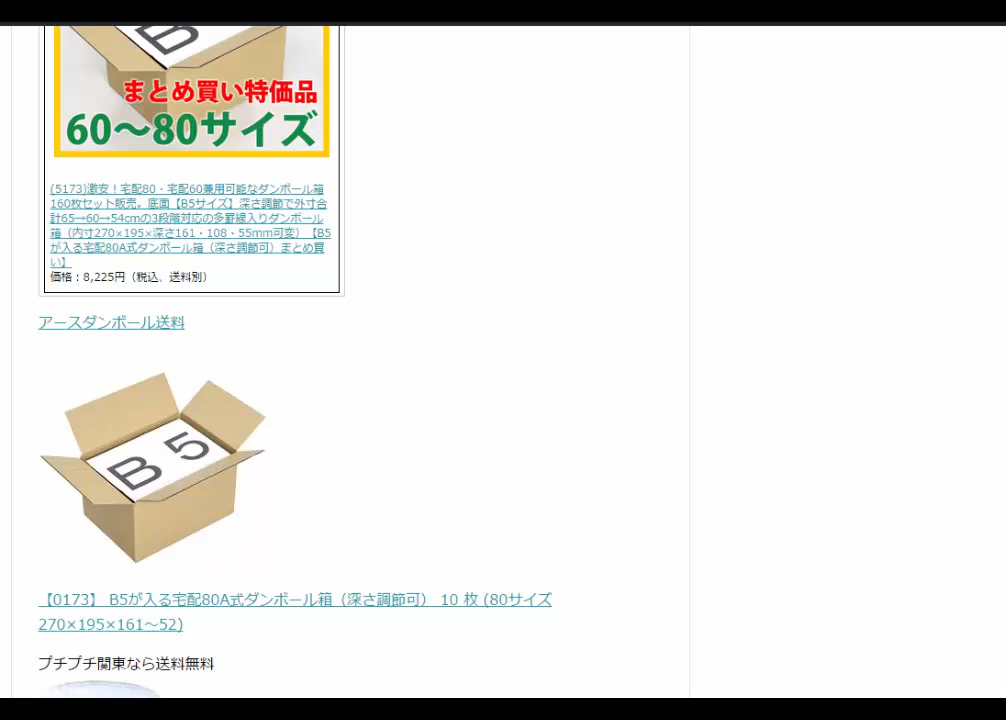 B
まとめ買い特価品
60〜80サイズ
(5173)激安！宅配80・宅配60兼用可能なダンボール箱
160枚セット販売。底面【B5サイズ】深さ調節で外寸合
計65→60→54cmの3段階対応の多罫線入りダンボール
箱（内寸270×195×深さ161・108・55mm可変）【B5
が入る宅配80A式ダンボール箱（深さ調節可）まとめ買
い】
価格：8,225円（税込、送料別）
アースダンボール送料
B5
【0173】 B5が入る宅配80A式ダンボール箱（深さ調節可） 10 枚 (80サイズ
270×195×161〜52)
プチプチ関東なら送料無料